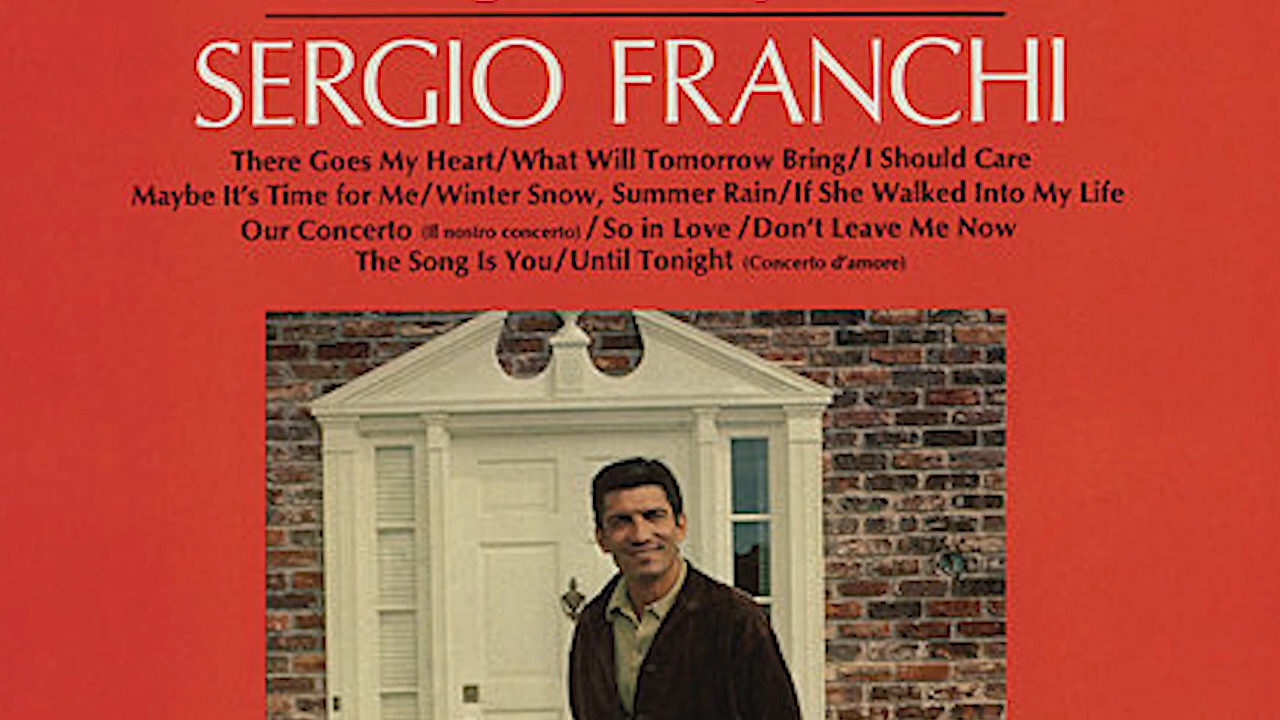 SERGIO FRANCHI
There Goes My Heart/What Will Tomorrow Bring/I Should Care
Maybe It's Time for Me/Winter Snow, Summer Rain/If She Walked Into My Life
Our Concerto (Il nostro concerto)/So in Love/Don't Leave Me Now
The Song Is You/Until Tonight (Concerto d'amore)